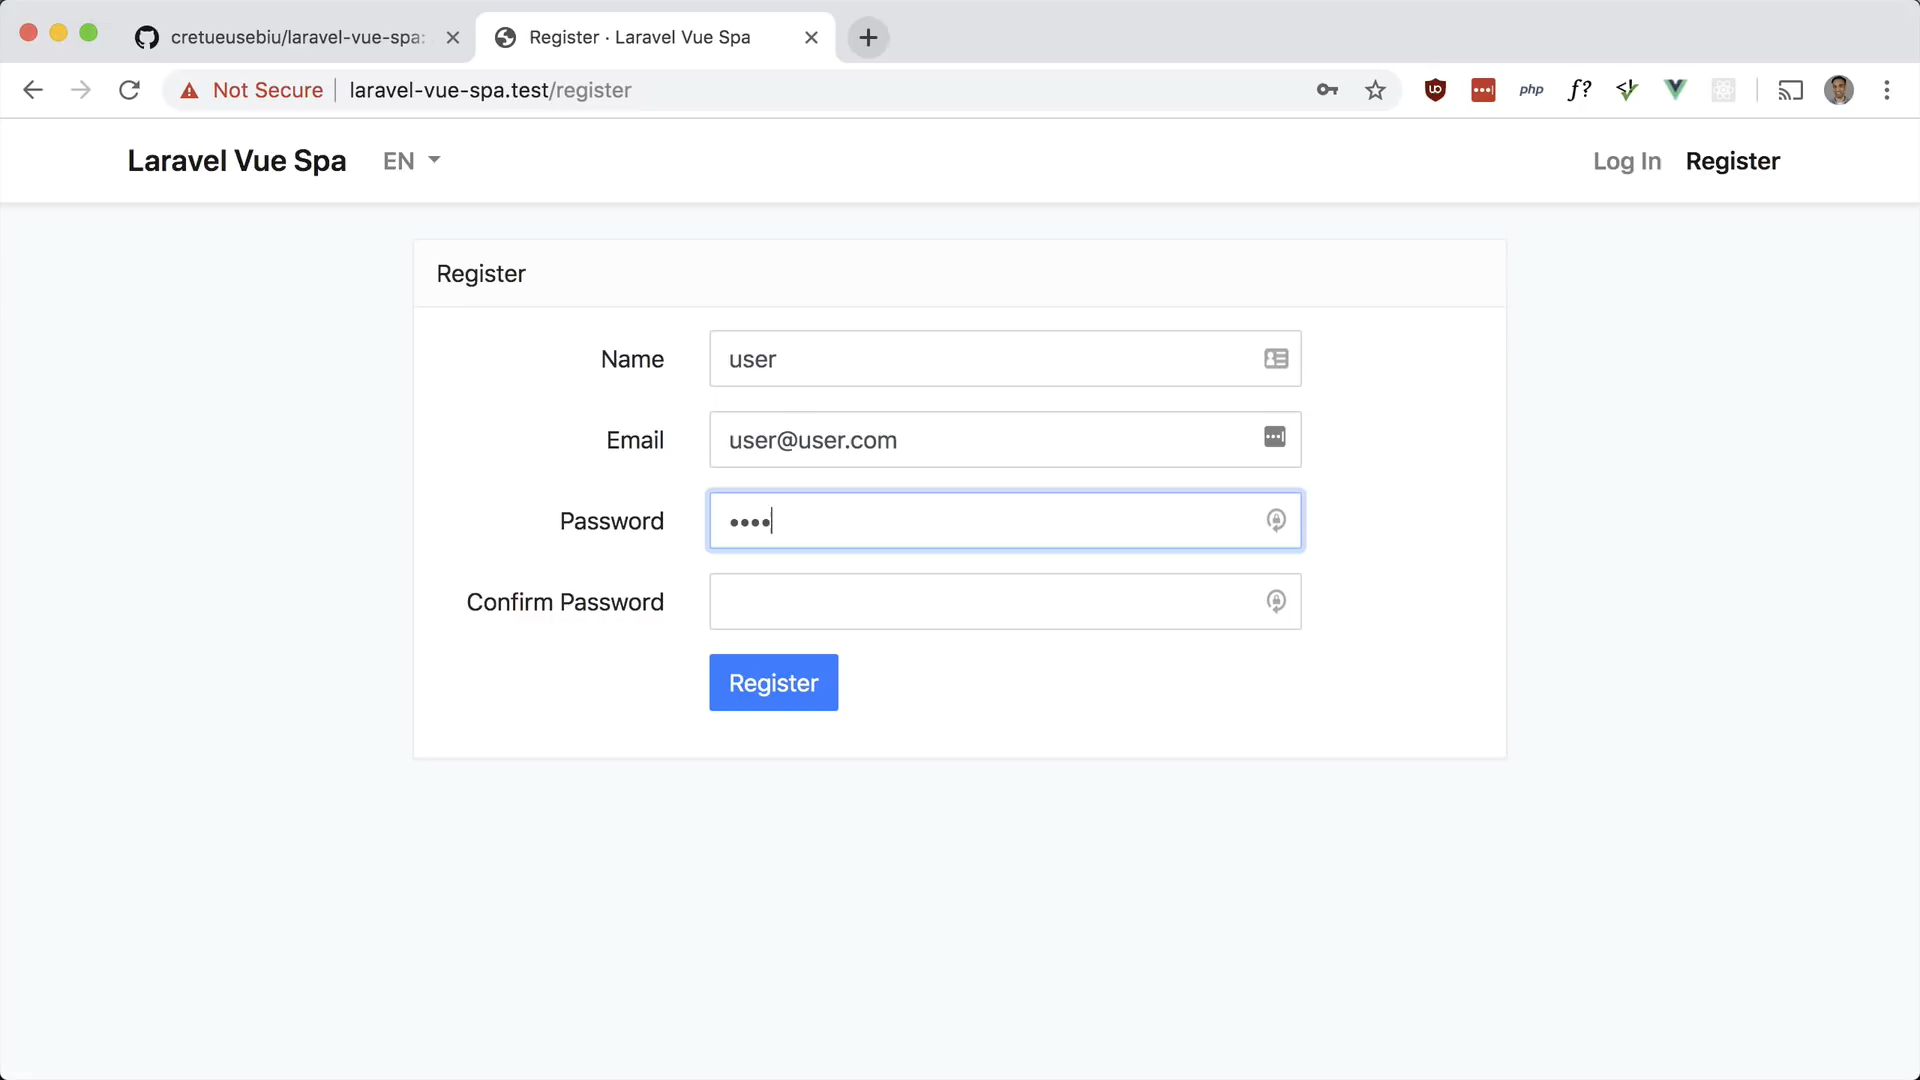 cretueusebiu/laravel-vue-spa:
Register · Laravel Vue Spa
Not Secure
laravel-vue-spa.test/register
php
f?
Laravel Vue Spa
EN
Log In
Register
Register
Name
user
Email
user@user.com
Password
••••
Confirm Password
Register